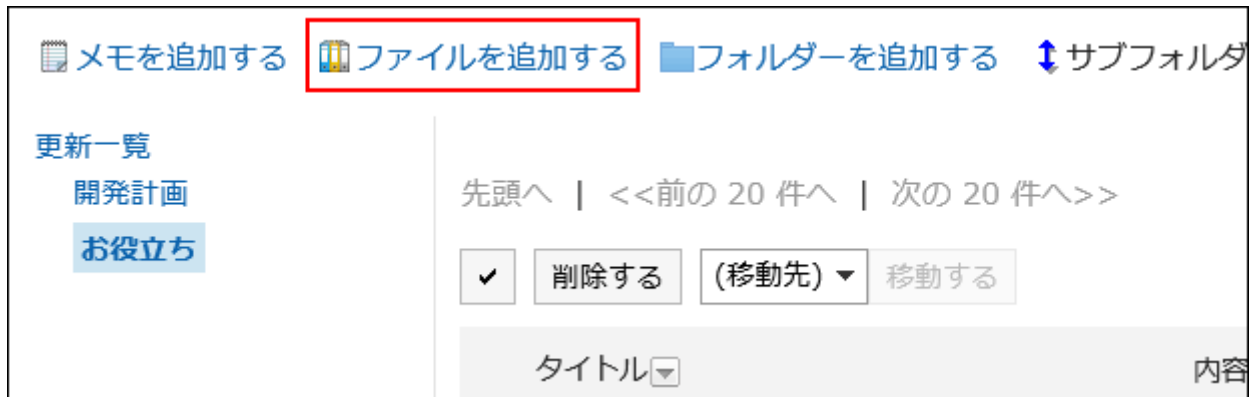 メモを追加する ファイルを追加する フォルダーを追加する サブフォルダ
更新一覧
開発計画
お役立ち
先頭へ | <<前の 20 件へ | 次の 20 件へ>>
削除する (移動先) 移動する
タイトル 内容